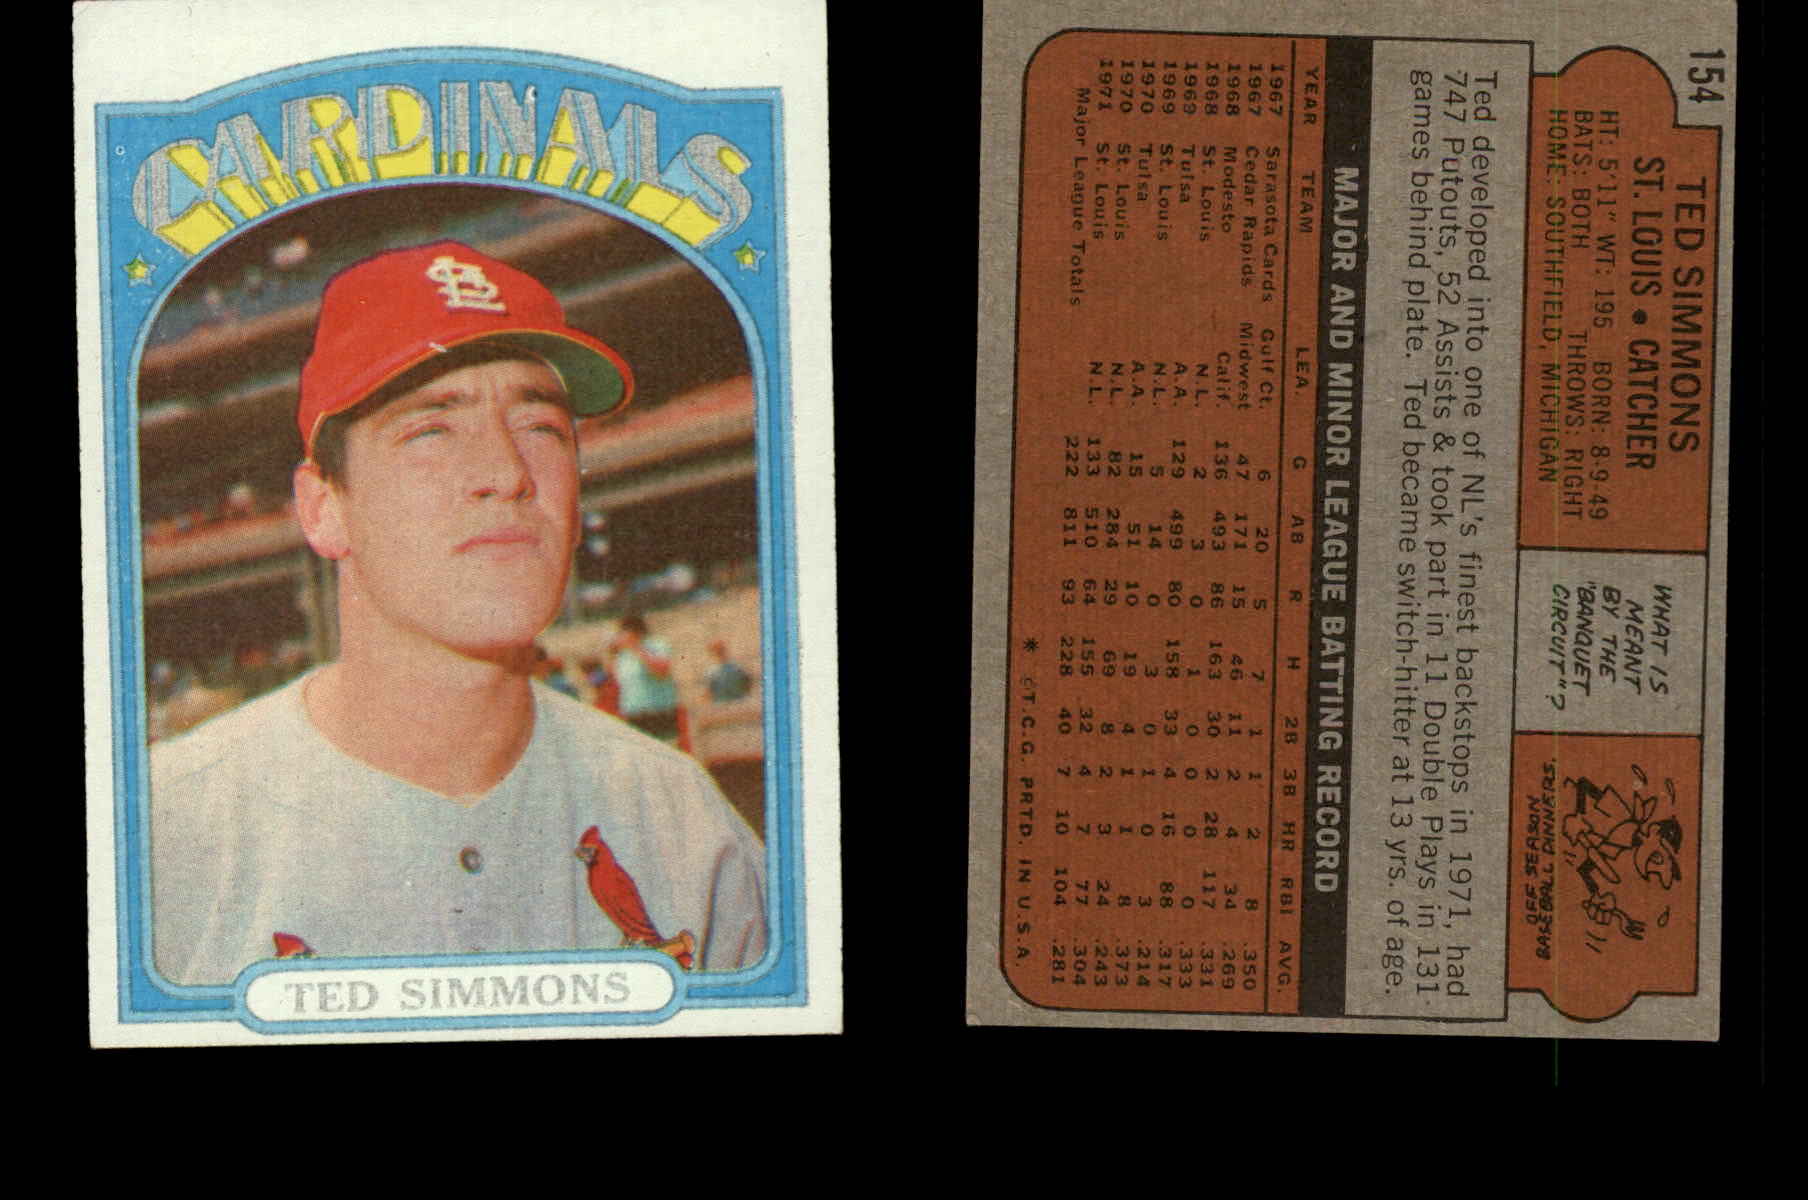 CARDINALS
STL
TED SIMMONS
154
TED SIMMONS
ST. LOUIS • CATCHER
HT: 5'11" WT: 195 BORN: 8-9-49
BATS: BOTH THROWS: RIGHT
HOME: SOUTHFIELD, MICHIGAN
WHAT IS
MEANT
BY THE
"BANQUET
CIRCUIT"?
OFF SEASON
BASEBALL DINNERS.
Ted developed into one of NL's finest backstops in 1971, had
747 Putouts, 52 Assists & took part in 11 Double Plays in 131
games behind plate. Ted became switch-hitter at 13 yrs. of age.
MAJOR AND MINOR LEAGUE BATTING RECORD
YEAR TEAM LEA. G AB R H 2B 3B HR RBI AVG.
1967 Sarasota Cards Gulf Ct. 6 20 5 7 1 1 2 8 .350
1967 Cedar Rapids Midwest 47 171 15 46 11 2 4 34 .269
1968 Modesto Calif. 136 493 86 163 30 2 28 117 .331
1968 St. Louis N.L. 2 3 0 1 0 0 0 0 .333
1969 Tulsa A.A. 129 499 80 158 33 4 16 88 .317
1969 St. Louis N.L. 5 14 0 3 0 1 0 3 .214
1970 Tulsa A.A. 15 51 10 19 4 1 1 8 .373
1970 St. Louis N.L. 82 284 29 69 8 2 3 24 .243
1971 St. Louis N.L. 133 510 64 155 32 4 7 77 .304
Major League Totals 222 811 93 228 40 7 10 104 .281
* © T.C.G. PRTD. IN U.S.A.